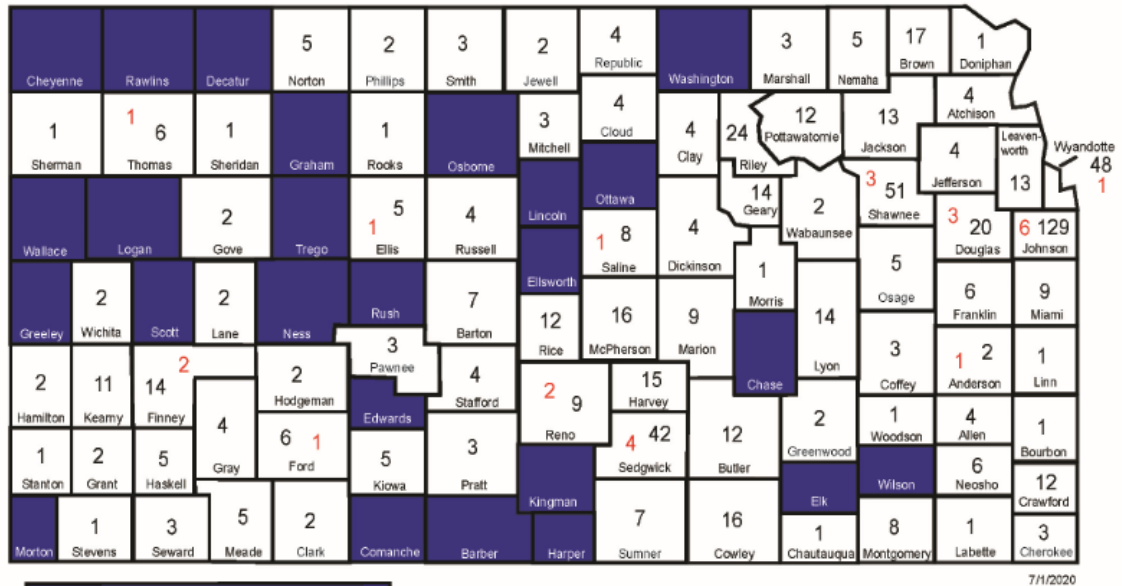 5 2 3 2 4 3 5 17 1
Cheyenne Rawlins Decatur Norton Phillips Smith Jewell Republic Washington Marshall Nemaha Brown Doniphan
1 1 6 1 1 3 4 4 24 12 13 4
Sherman Thomas Sheridan Graham Rooks Osborne Mitchell Cloud Clay Riley Pottawatomie Jackson Atchison
4 Leaven-
worth Wyandotte
Jefferson 13 48
1
2 1 5 4 1 8 4 14 2 3 51 3 20 6 129
Wallace Logan Gove Trego Ellis Russell Lincoln Ottawa Saline Dickinson Geary Wabaunsee Shawnee Douglas Johnson
2 2 7 Ellsworth 1 5 6 9
Greeley Wichita Scott Lane Ness Rush Barton Morris Osage Franklin Miami
12 16 9 14
Rice McPherson Marion Lyon
3
Pawnee
2 11 2 14 2 4 Chase 3 1 2 1
Hamilton Kearny Finney Hodgeman Edwards Stafford Coffey Anderson Linn
2 9 15
Reno Harvey
1 2 5 4 6 1 5 3 4 42 12 2 1 4 1
Stanton Grant Haskell Gray Ford Kiowa Pratt Kingman Sedgwick Butler Greenwood Woodson Allen Bourbon
Elk Wilson 6 12
Neosho Crawford
1 3 5 2 7 16 1 8 1 3
Morton Stevens Seward Meade Clark Comanche Barber Harper Sumner Cowley Chautauqua Montgomery Labette Cherokee
7/1/2020